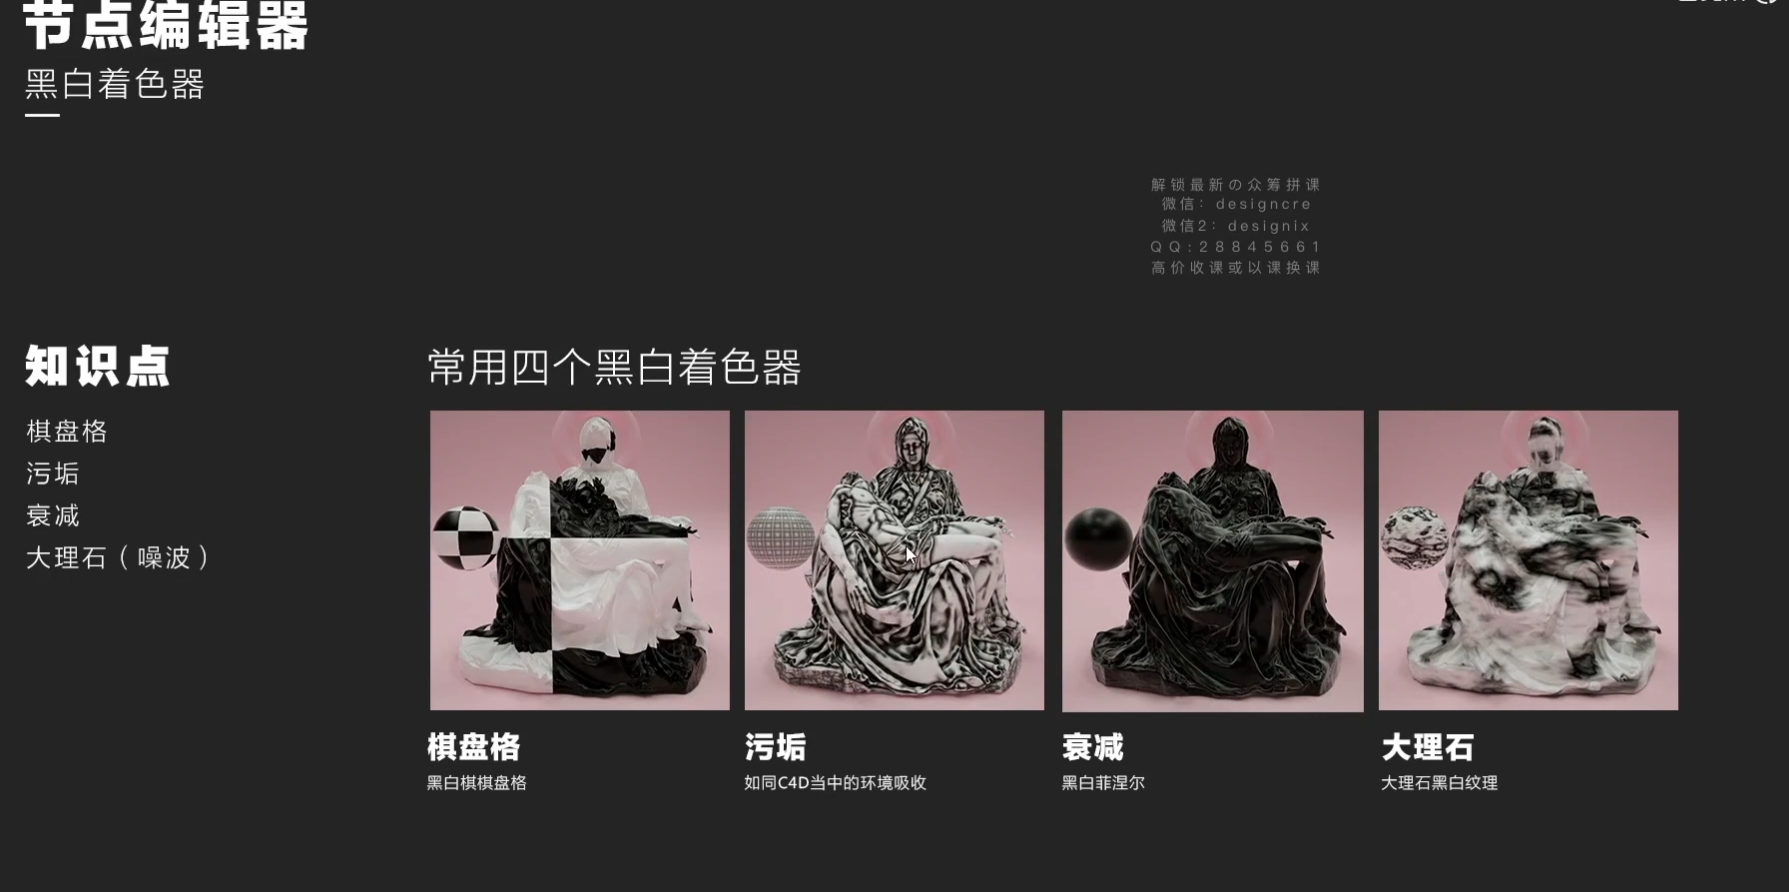 节点编辑器
黑白着色器
解锁最新の众筹拼课
微信：designcre
微信2：designix
QQ:28845661
高价收课或以课换课
知识点
棋盘格
污垢
衰减
大理石（噪波）
常用四个黑白着色器
棋盘格
黑白棋棋盘格
污垢
如同C4D当中的环境吸收
衰减
黑白菲涅尔
大理石
大理石黑白纹理